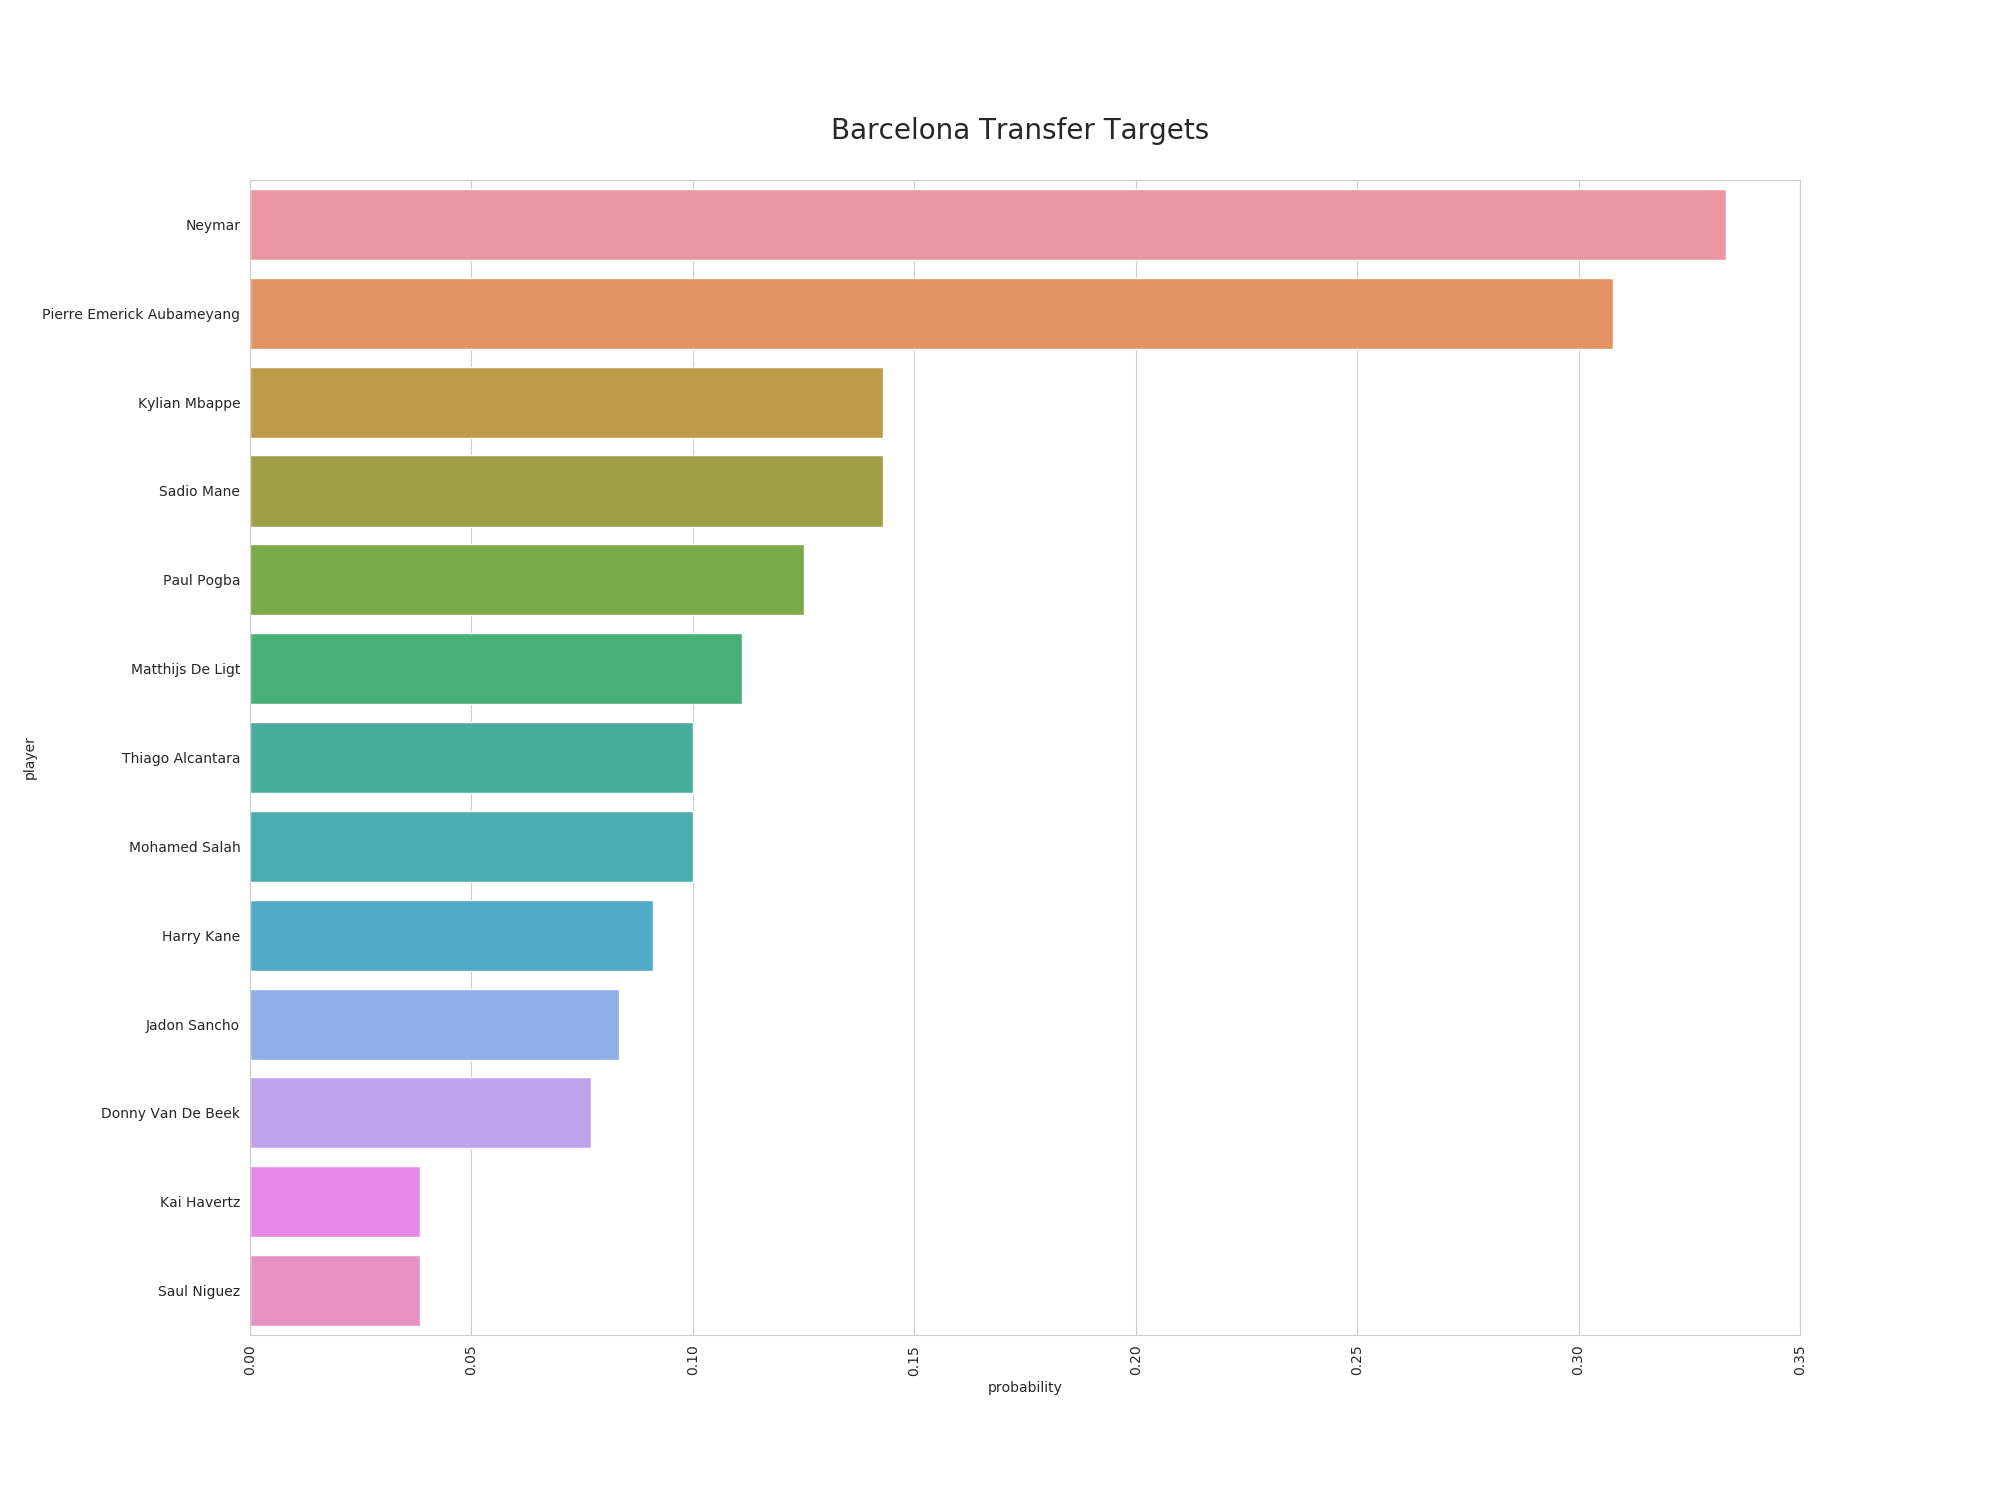 Barcelona Transfer Targets
Neymar
Pierre Emerick Aubameyang
Kylian Mbappe
Sadio Mane
Paul Pogba
Matthijs De Ligt
Thiago Alcantara
Mohamed Salah
Harry Kane
Jadon Sancho
Donny Van De Beek
Kai Havertz
Saul Niguez
player
0.00
0.05
0.10
0.15
0.20
0.25
0.30
0.35
probability